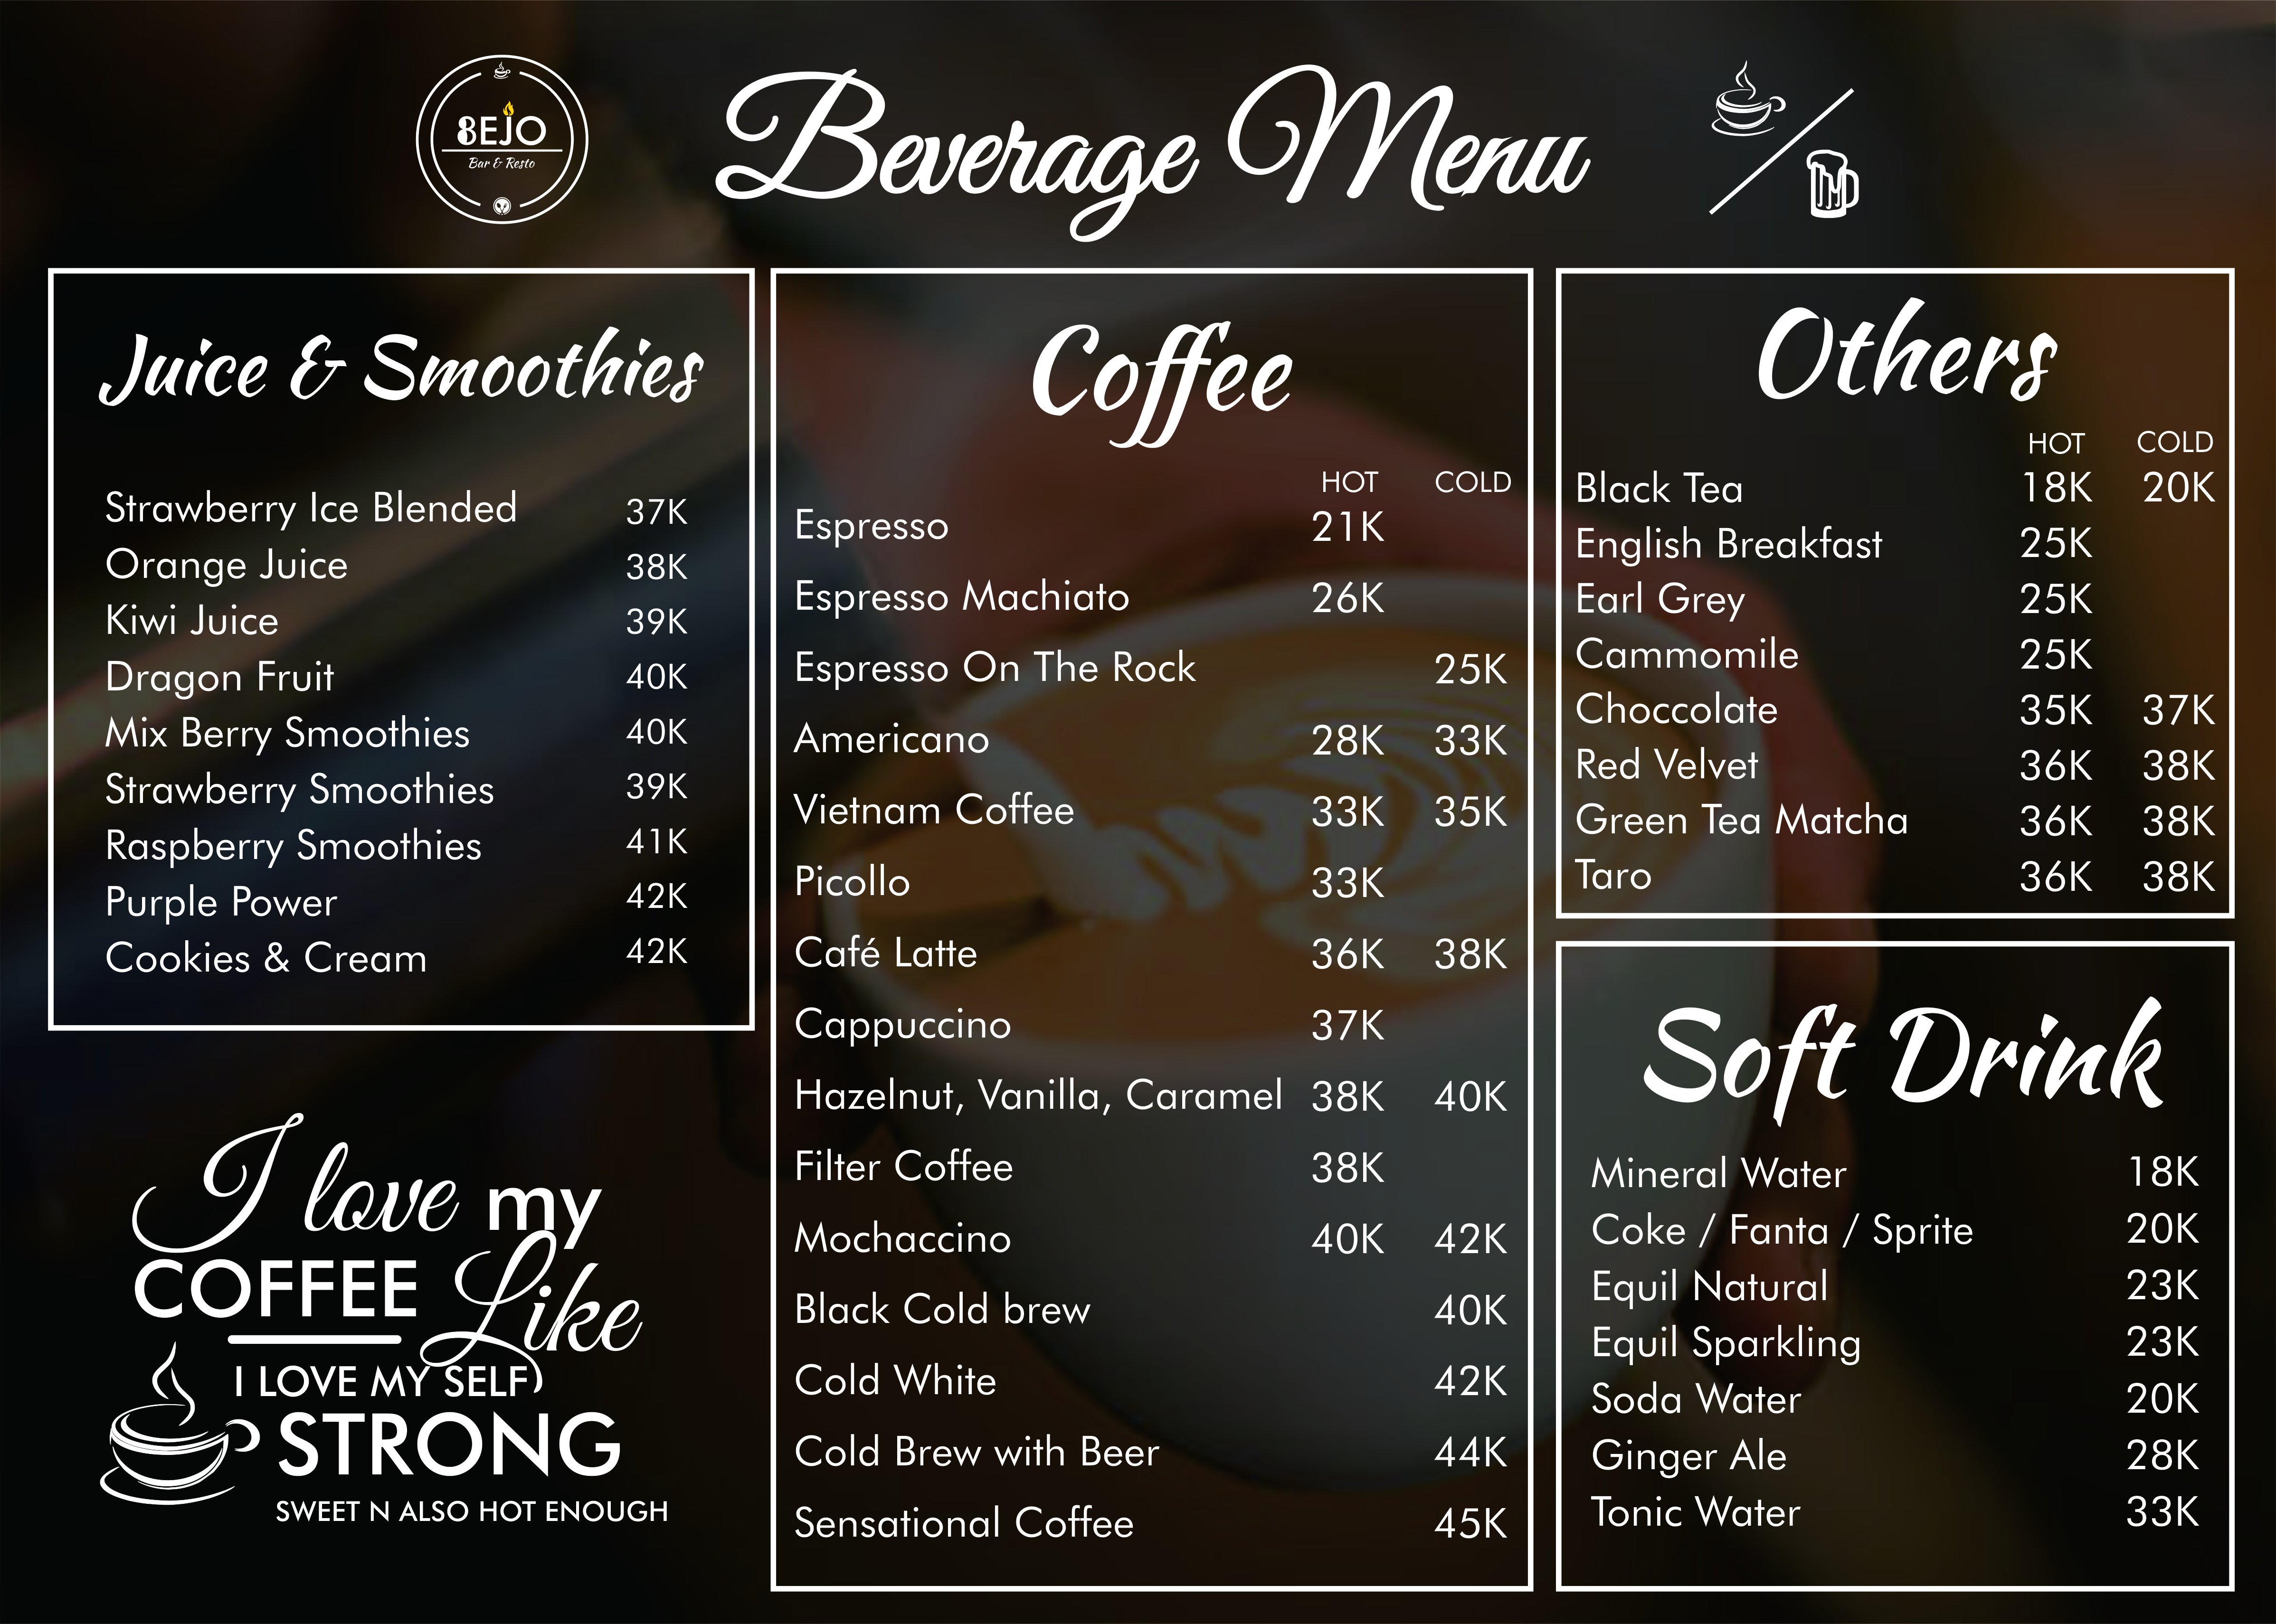 BEJO
Bar & Resto
Beverage Menu
Juice & Smoothies
Strawberry Ice Blended 37K
Orange Juice 38K
Kiwi Juice 39K
Dragon Fruit 40K
Mix Berry Smoothies 40K
Strawberry Smoothies 39K
Raspberry Smoothies 41K
Purple Power 42K
Cookies & Cream 42K
I love my
COFFEE Like
I LOVE MY SELF
STRONG
SWEET N ALSO HOT ENOUGH
Coffee
HOT COLD
Espresso 21K
Espresso Machiato 26K
Espresso On The Rock 25K
Americano 28K 33K
Vietnam Coffee 33K 35K
Picollo 33K
Café Latte 36K 38K
Cappuccino 37K
Hazelnut, Vanilla, Caramel 38K 40K
Filter Coffee 38K
Mochaccino 40K 42K
Black Cold brew 40K
Cold White 42K
Cold Brew with Beer 44K
Sensational Coffee 45K
Others
HOT COLD
Black Tea 18K 20K
English Breakfast 25K
Earl Grey 25K
Cammomile 25K
Choccolate 35K 37K
Red Velvet 36K 38K
Green Tea Matcha 36K 38K
Taro 36K 38K
Soft Drink
Mineral Water 18K
Coke / Fanta / Sprite 20K
Equil Natural 23K
Equil Sparkling 23K
Soda Water 20K
Ginger Ale 28K
Tonic Water 33K